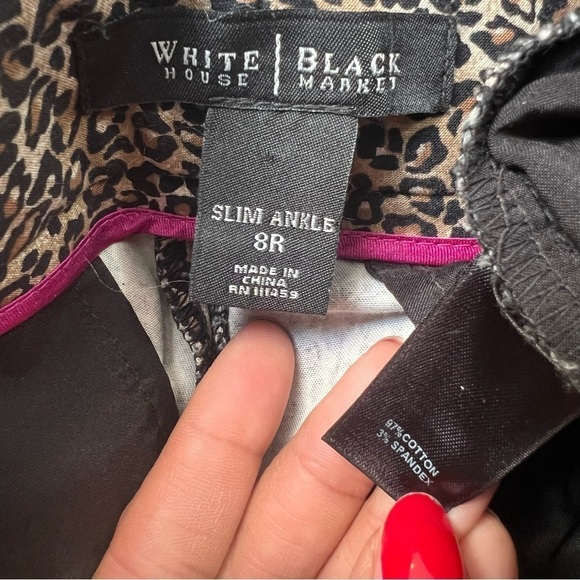 WHITE | BLACK
HOUSE MARKET
SLIM ANKLE
8R
MADE IN
CHINA
RN 111459
97% COTTON
3% SPANDEX